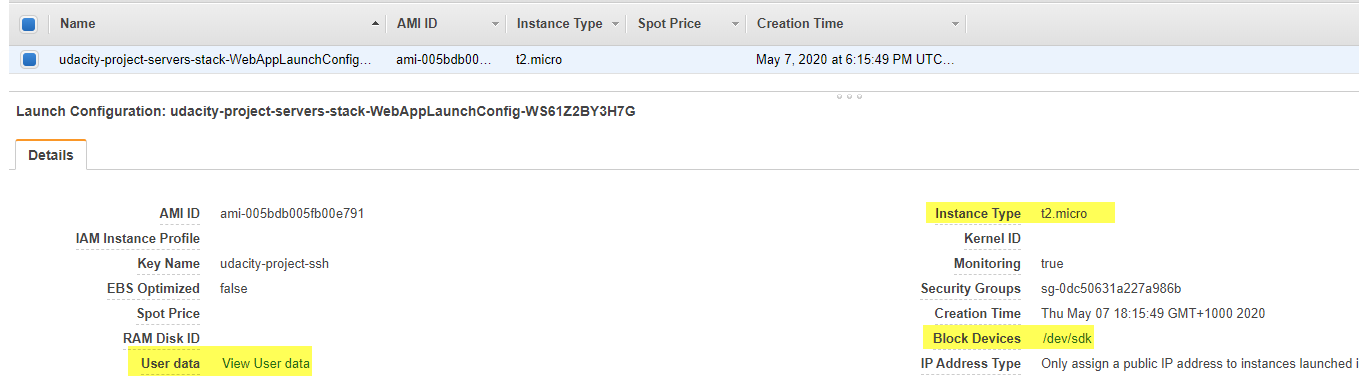 Name AMI ID Instance Type Spot Price Creation Time
udacity-project-servers-stack-WebAppLaunchConfig... ami-005bdb00... t2.micro May 7, 2020 at 6:15:49 PM UTC...
Launch Configuration: udacity-project-servers-stack-WebAppLaunchConfig-WS61Z2BY3H7G
Details
AMI ID ami-005bdb005fb00e791
IAM Instance Profile
Key Name udacity-project-ssh
EBS Optimized false
Spot Price
RAM Disk ID
User data View User data
Instance Type t2.micro
Kernel ID
Monitoring true
Security Groups sg-0dc50631a227a986b
Creation Time Thu May 07 18:15:49 GMT+1000 2020
Block Devices /dev/sdk
IP Address Type Only assign a public IP address to instances launched i